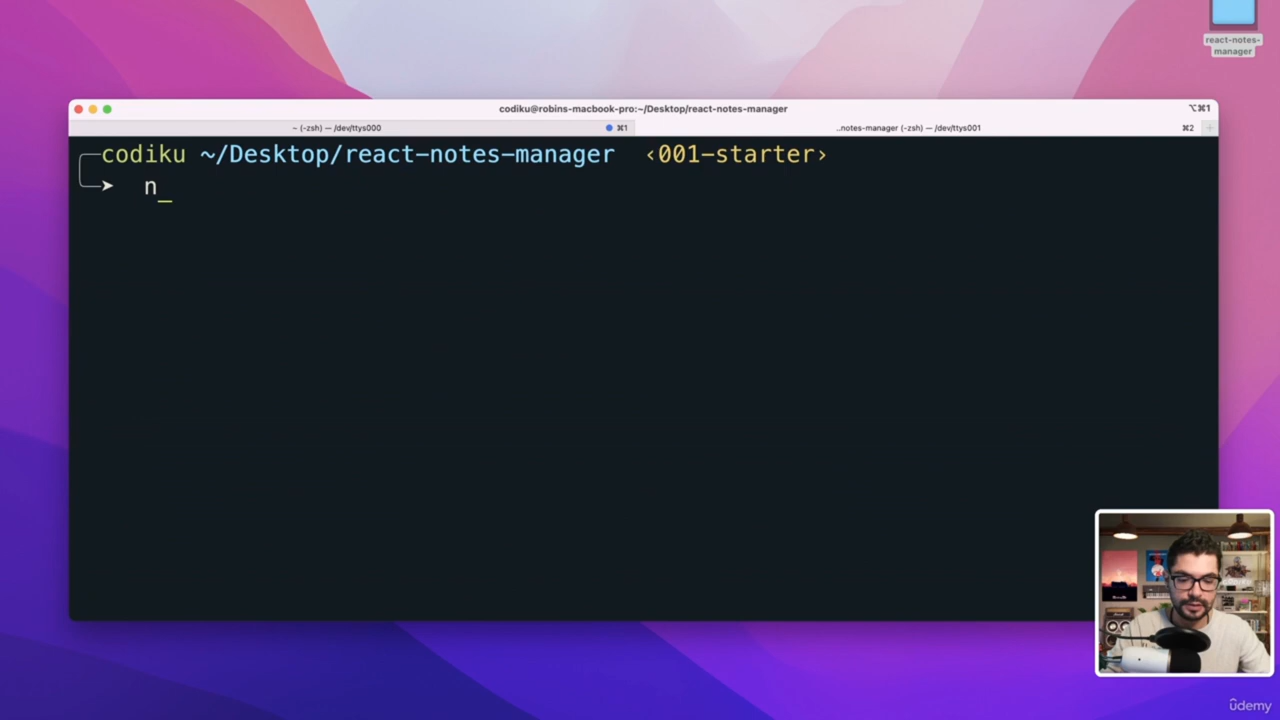 react-notes-
manager
codiku@robins-macbook-pro:~/Desktop/react-notes-manager
⌥⌘1
~ (-zsh) — /dev/ttys000
⌘1
..notes-manager (-zsh) — /dev/ttys001
⌘2
codiku ~/Desktop/react-notes-manager ‹001-starter›
n_
ûdemy